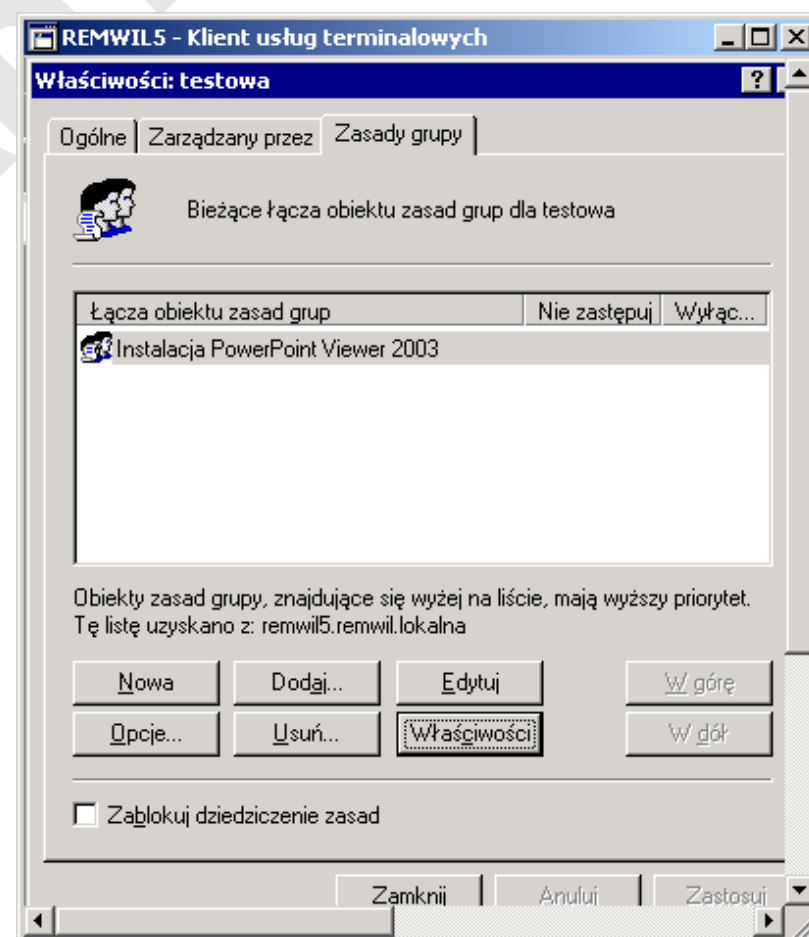 REMWIL5 - Klient usług terminalowych
Właściwości: testowa
Ogólne Zarządzany przez Zasady grupy
Bieżące łącza obiektu zasad grup dla testowa
Łącza obiektu zasad grup Nie zastępuj Wyłąc...
Instalacja PowerPoint Viewer 2003
Obiekty zasad grupy, znajdujące się wyżej na liście, mają wyższy priorytet.
Tę listę uzyskano z: remwil5.remwil.lokalna
Nowa Dodaj... Edytuj W górę
Opcje... Usuń... Właściwości W dół
Zablokuj dziedziczenie zasad
Zamknij Anuluj Zastosuj